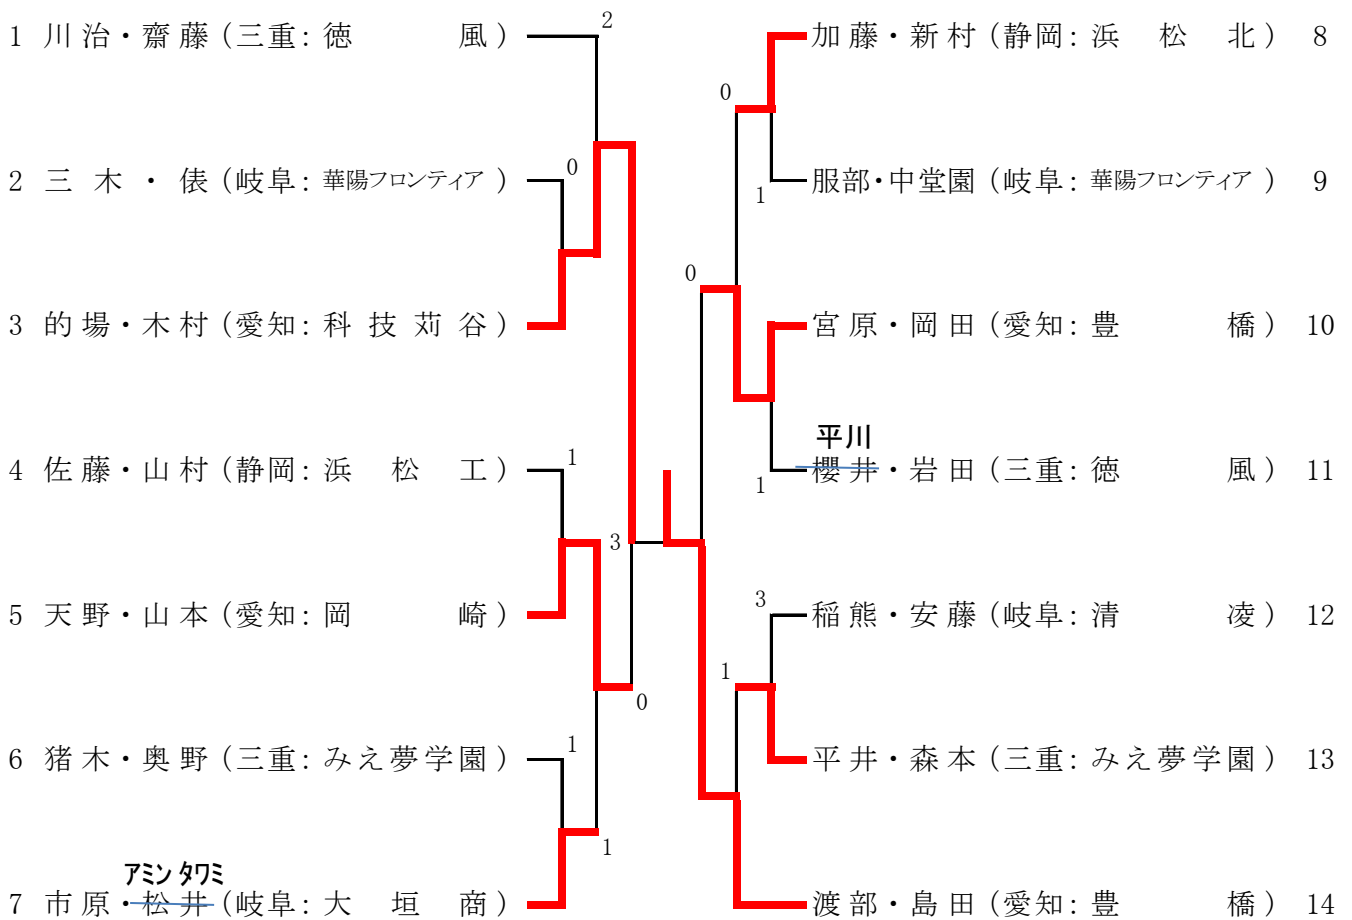 1 川治・齋藤(三重:徳風)
2
2 三木・俵(岐阜:華陽フロンティア)
0
3 的場・木村(愛知:科技苅谷)
4 佐藤・山村(静岡:浜松工)
1
3
5 天野・山本(愛知:岡崎)
0
6 猪木・奥野(三重:みえ夢学園)
1
1
アミン タワミ
7 市原・松井(岐阜:大垣商)
加藤・新村(静岡:浜松北) 8
0
服部・中堂園(岐阜:華陽フロンティア) 9
1
0
宮原・岡田(愛知:豊橋) 10
平川
櫻井・岩田(三重:徳風) 11
1
3
稲熊・安藤(岐阜:清凌) 12
1
平井・森本(三重:みえ夢学園) 13
渡部・島田(愛知:豊橋) 14